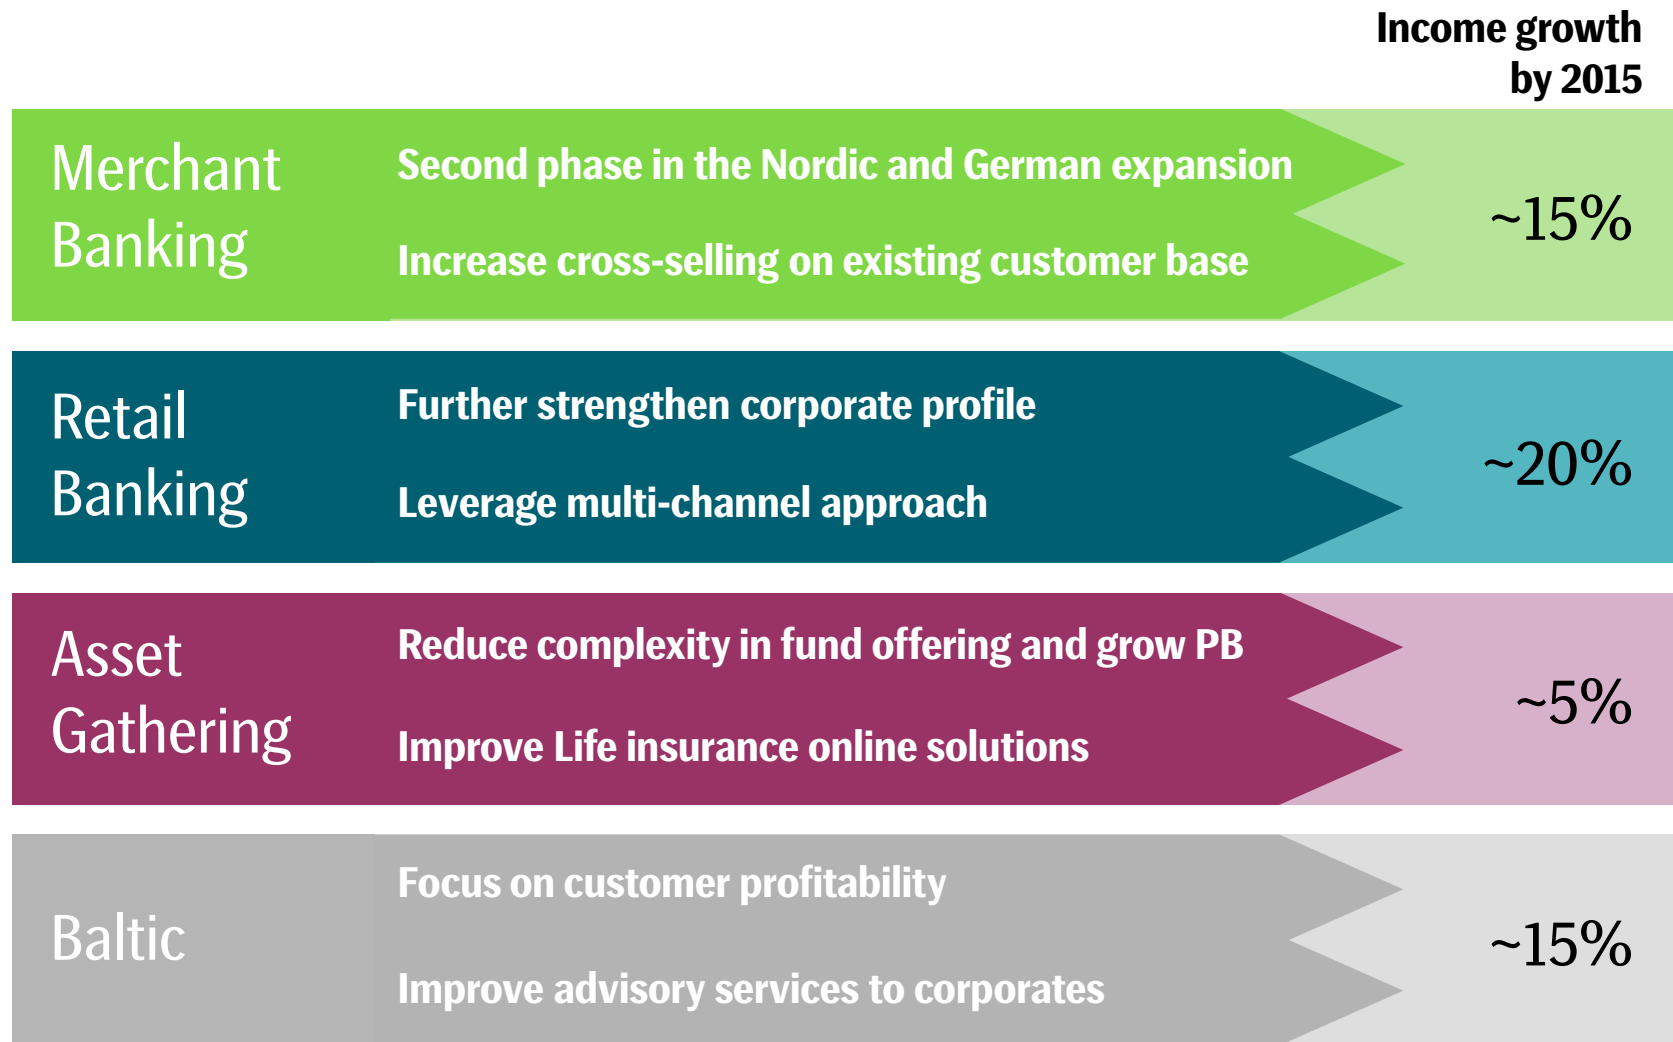 Income growth
by 2015
Merchant
Banking
Second phase in the Nordic and German expansion
Increase cross-selling on existing customer base
~15%
Retail
Banking
Further strengthen corporate profile
Leverage multi-channel approach
~20%
Asset
Gathering
Reduce complexity in fund offering and grow PB
Improve Life insurance online solutions
~5%
Baltic
Focus on customer profitability
Improve advisory services to corporates
~15%